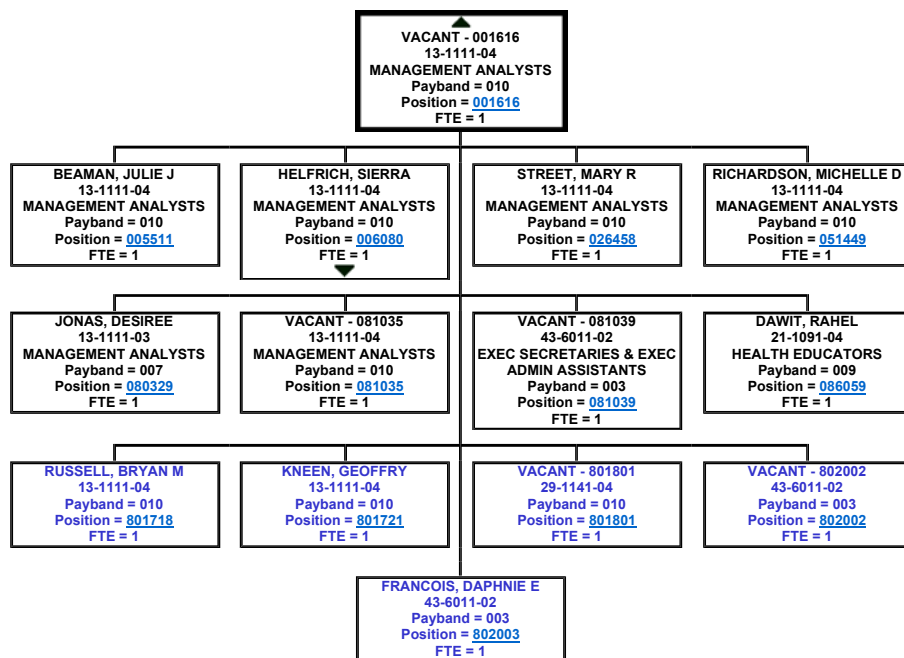 VACANT - 001616
13-1111-04
MANAGEMENT ANALYSTS
Payband = 010
Position = 001616
FTE = 1
BEAMAN, JULIE J
13-1111-04
MANAGEMENT ANALYSTS
Payband = 010
Position = 005511
FTE = 1
HELFRICH, SIERRA
13-1111-04
MANAGEMENT ANALYSTS
Payband = 010
Position = 006080
FTE = 1
STREET, MARY R
13-1111-04
MANAGEMENT ANALYSTS
Payband = 010
Position = 026458
FTE = 1
RICHARDSON, MICHELLE D
13-1111-04
MANAGEMENT ANALYSTS
Payband = 010
Position = 051449
FTE = 1
JONAS, DESIREE
13-1111-03
MANAGEMENT ANALYSTS
Payband = 007
Position = 080329
FTE = 1
VACANT - 081035
13-1111-04
MANAGEMENT ANALYSTS
Payband = 010
Position = 081035
FTE = 1
VACANT - 081039
43-6011-02
EXEC SECRETARIES & EXEC
ADMIN ASSISTANTS
Payband = 003
Position = 081039
FTE = 1
DAWIT, RAHEL
21-1091-04
HEALTH EDUCATORS
Payband = 009
Position = 086059
FTE = 1
RUSSELL, BRYAN M
13-1111-04
Payband = 010
Position = 801718
FTE = 1
KNEEN, GEOFFRY
13-1111-04
Payband = 010
Position = 801721
FTE = 1
VACANT - 801801
29-1141-04
Payband = 010
Position = 801801
FTE = 1
VACANT - 802002
43-6011-02
Payband = 003
Position = 802002
FTE = 1
FRANCOIS, DAPHNIE E
43-6011-02
Payband = 003
Position = 802003
FTE = 1